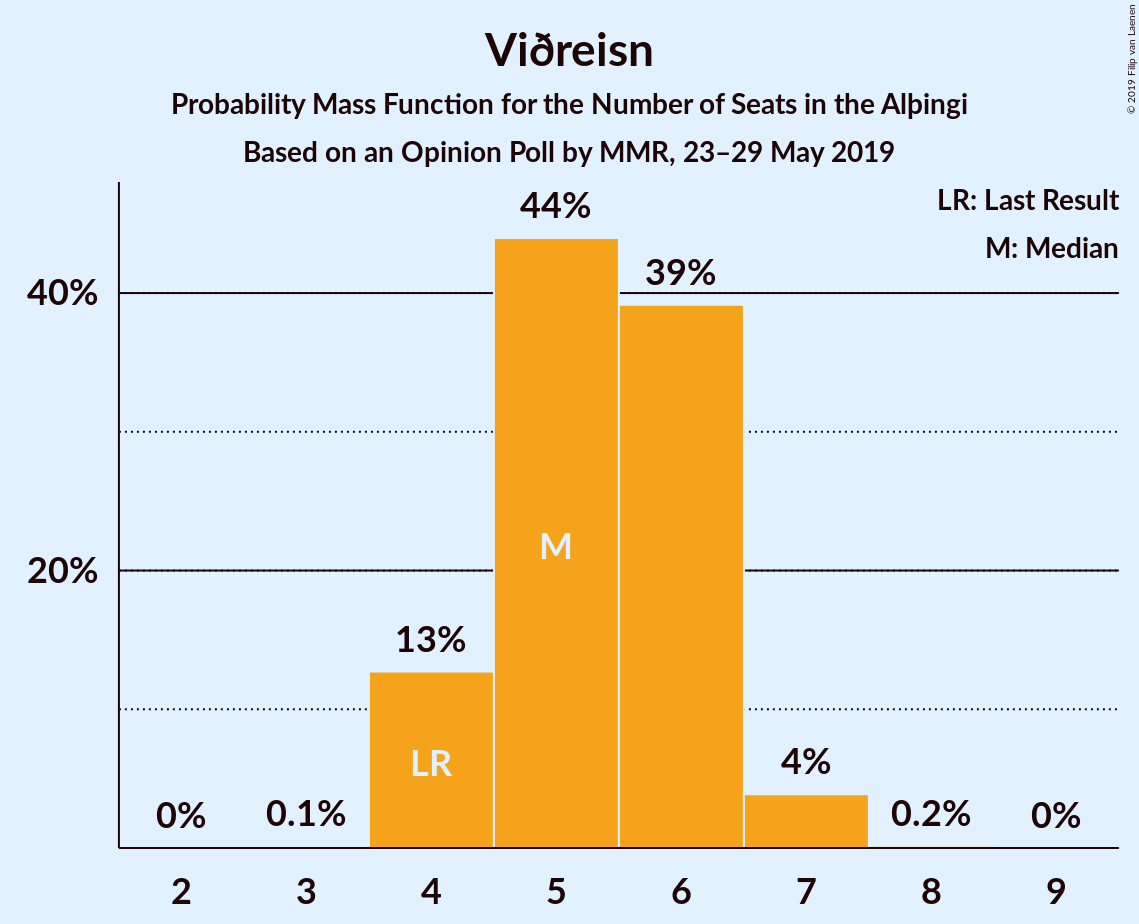 Viðreisn
Probability Mass Function for the Number of Seats in the Alþingi
Based on an Opinion Poll by MMR, 23–29 May 2019
© 2019 Filip van Laenen
LR: Last Result
M: Median
44%
39%
40%
M
20%
13%
LR
4%
0%
0.1%
0.2%
0%
2
3
4
5
6
7
8
9